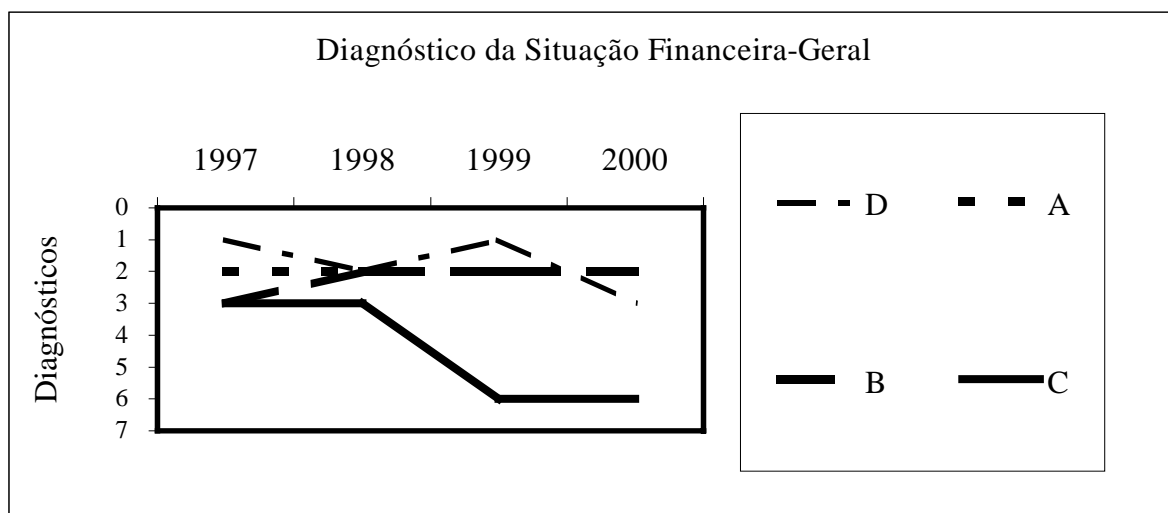 Diagnóstico da Situação Financeira-Geral
1997 1998 1999 2000
0
1
2
3
4
5
6
7
Diagnósticos
D A
B C